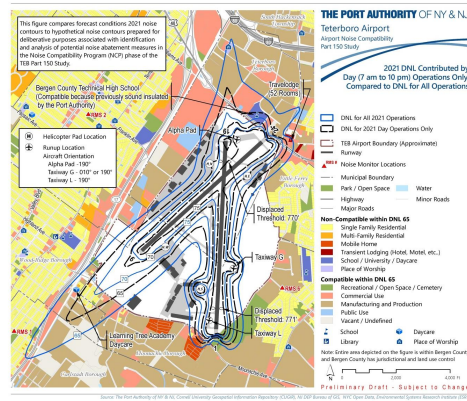 This figure compares forecast conditions 2021 noise
contours to hypothetical noise contours prepared for
deliberative purposes associated with identification
and analysis of potential noise abatement measures in
the Noise Compatibility Program (NCP) phase of the
TEB Part 150 Study.
Bergen County Technical High School
(Compatible because previously sound insulated
by the Port Authority)
Travelodge
(52 Rooms)
RMS 2
Alpha Pad
Helicopter Pad Location
Runup Location
Aircraft Orientation
Alpha Pad - 190°
Taxiway G - 010° or 190°
Taxiway L - 190°
Displaced
Threshold: 770'
Taxiway G
Displaced
Threshold: 771'
Taxiway L
RMS 1
Learning Tree Academy
Daycare
THE PORT AUTHORITY OF NY & NJ
Teterboro Airport
Airport Noise Compatibility
Part 150 Study
2021 DNL Contributed by
Day (7 am to 10 pm) Operations Only
Compared to DNL for All Operations
DNL for All 2021 Operations
DNL for 2021 Day Operations Only
TEB Airport Boundary (Approximate)
Runway
Noise Monitor Locations
Municipal Boundary
Park / Open Space
Water
Highway
Minor Roads
Major Roads
Non-Compatible within DNL 65
Single Family Residential
Multi-Family Residential
Mobile Home
Transient Lodging (Hotel, Motel, etc.)
School / University / Daycare
Place of Worship
Compatible within DNL 65
Recreational / Open Space / Cemetery
Commercial Use
Manufacturing and Production
Public Use
Vacant / Undefined
School
Daycare
Library
Place of Worship
Note: Entire area depicted on the figure is within Bergen Count
and Bergen County has jurisdictional and land use control
N
0
2,000
4,000
Preliminary Draft - Subject to Chang